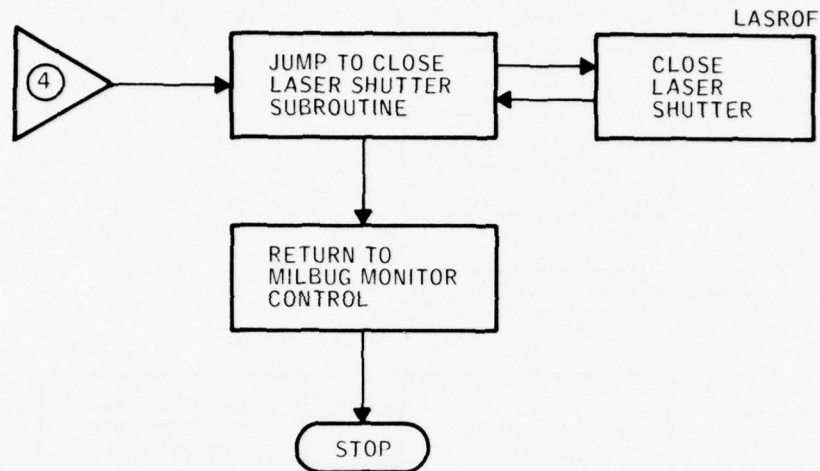 LASROF
4
JUMP TO CLOSE
LASER SHUTTER
SUBROUTINE
CLOSE
LASER
SHUTTER
RETURN TO
MILBUG MONITOR
CONTROL
STOP